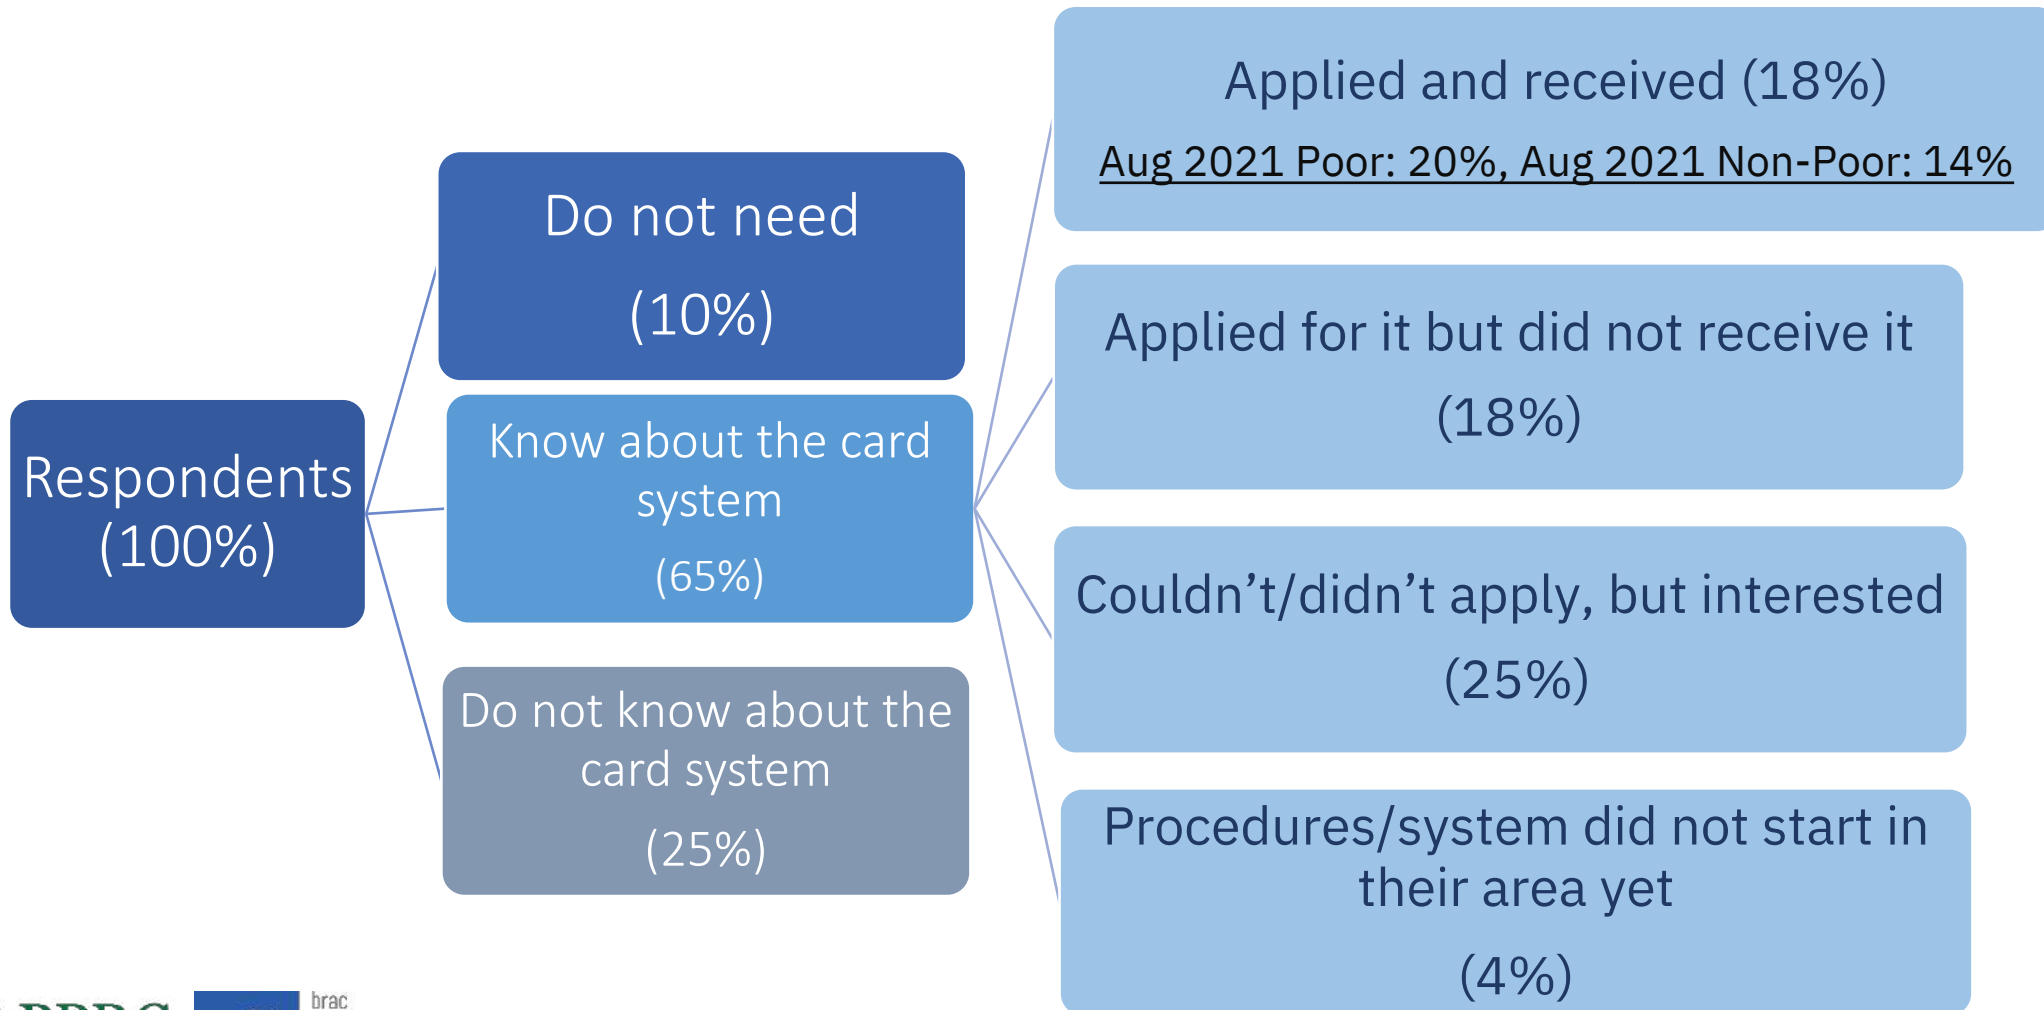 Respondents
(100%)
Do not need
(10%)
Know about the card
system
(65%)
Do not know about the
card system
(25%)
Applied and received (18%)
Aug 2021 Poor: 20%, Aug 2021 Non-Poor: 14%
Applied for it but did not receive it
(18%)
Couldn’t/didn’t apply, but interested
(25%)
Procedures/system did not start in
their area yet
(4%)
brac